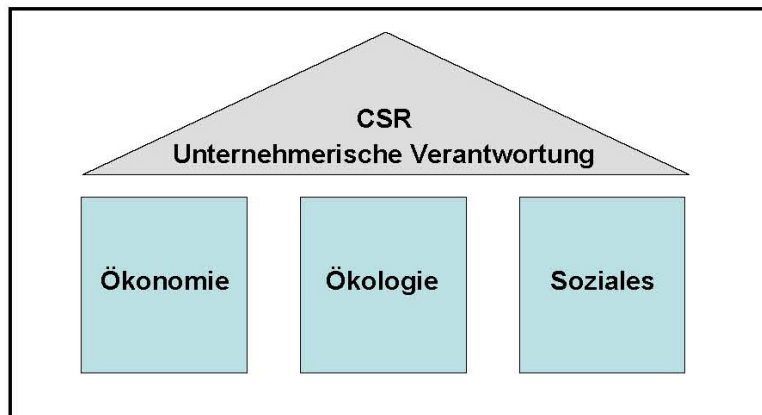 CSR
Unternehmerische Verantwortung
Ökonomie
Ökologie
Soziales